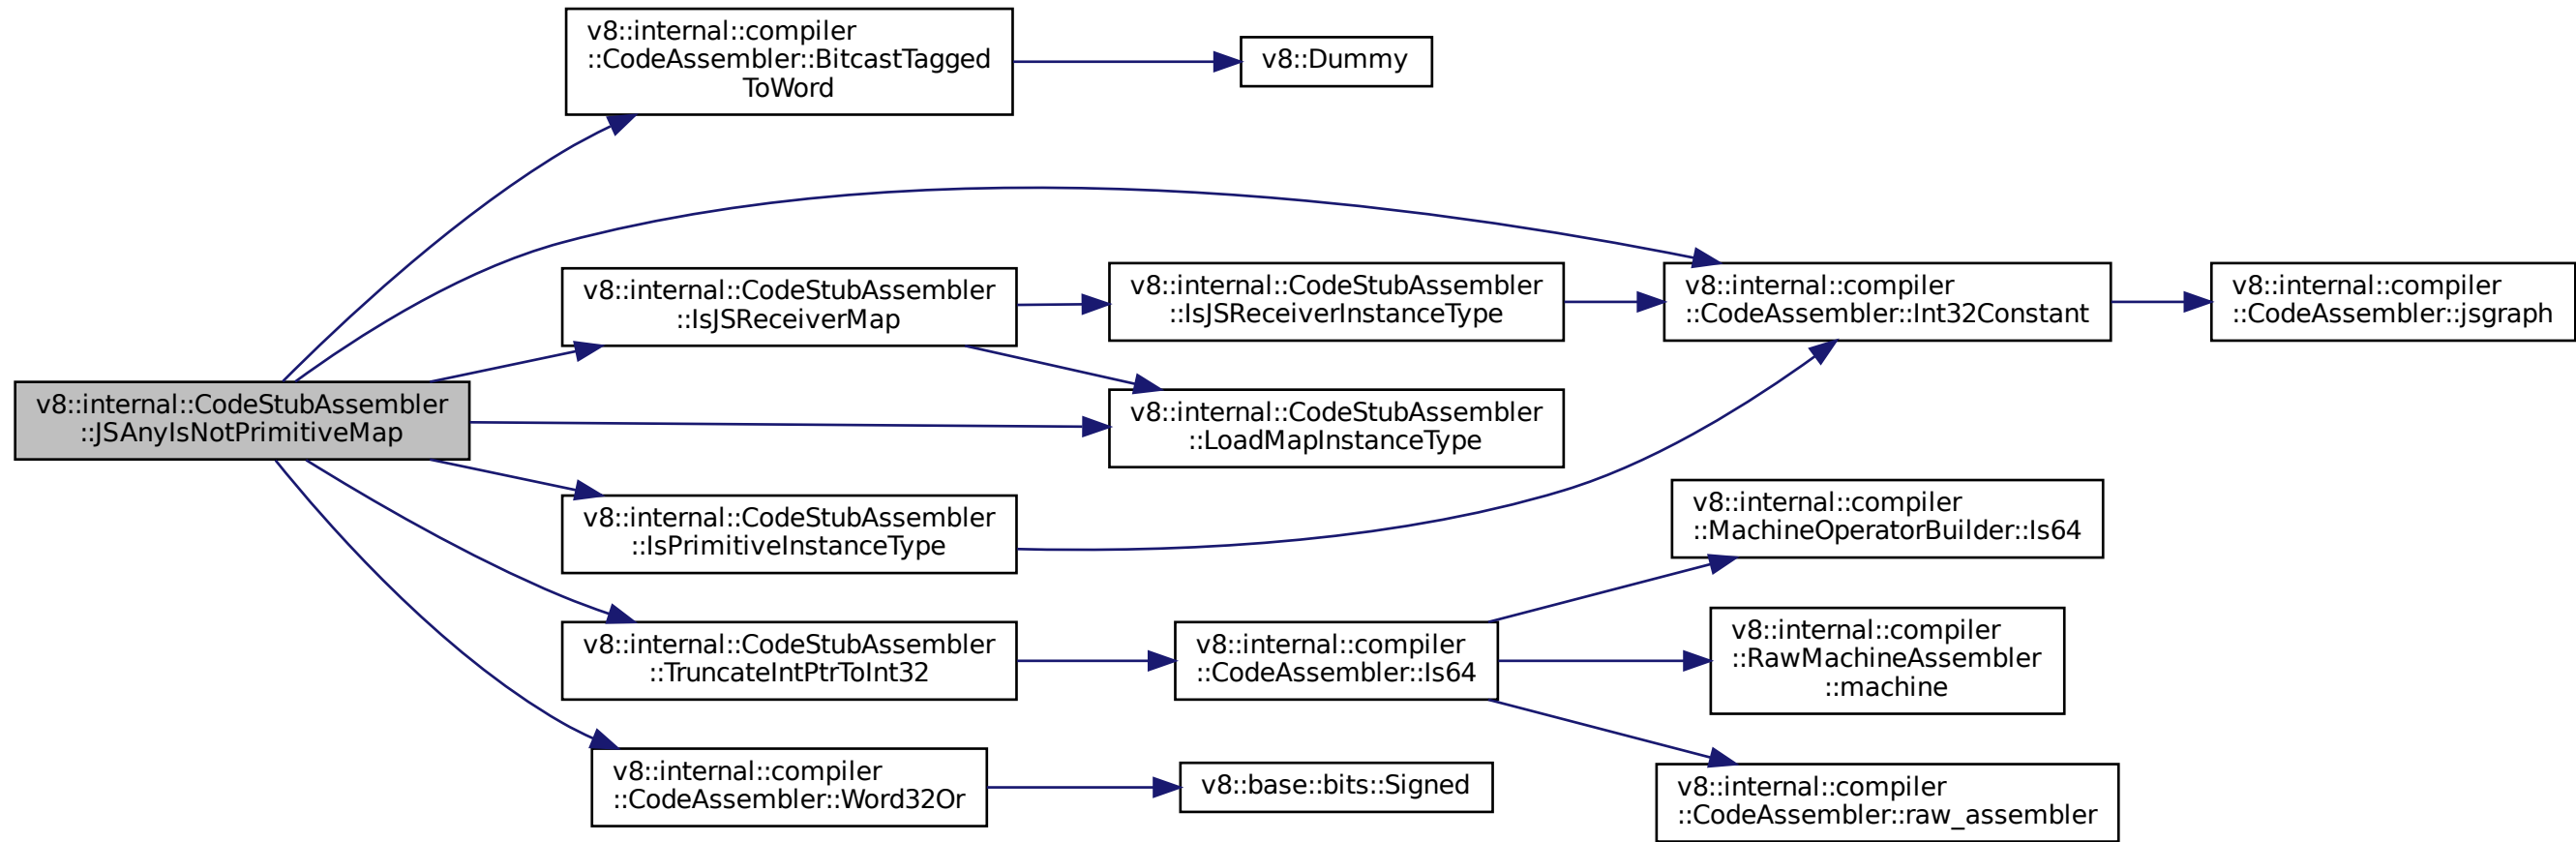 v8::internal::compiler
::CodeAssembler::BitcastTagged
ToWord
v8::Dummy
v8::internal::CodeStubAssembler
::IsJSReceiverMap
v8::internal::CodeStubAssembler
::IsJSReceiverInstanceType
v8::internal::compiler
::CodeAssembler::Int32Constant
v8::internal::compiler
::CodeAssembler::jsgraph
v8::internal::CodeStubAssembler
::JSAnyIsNotPrimitiveMap
v8::internal::CodeStubAssembler
::LoadMapInstanceType
v8::internal::CodeStubAssembler
::IsPrimitiveInstanceType
v8::internal::compiler
::MachineOperatorBuilder::Is64
v8::internal::CodeStubAssembler
::TruncateIntPtrToInt32
v8::internal::compiler
::CodeAssembler::Is64
v8::internal::compiler
::RawMachineAssembler
::machine
v8::internal::compiler
::CodeAssembler::Word32Or
v8::base::bits::Signed
v8::internal::compiler
::CodeAssembler::raw_assembler